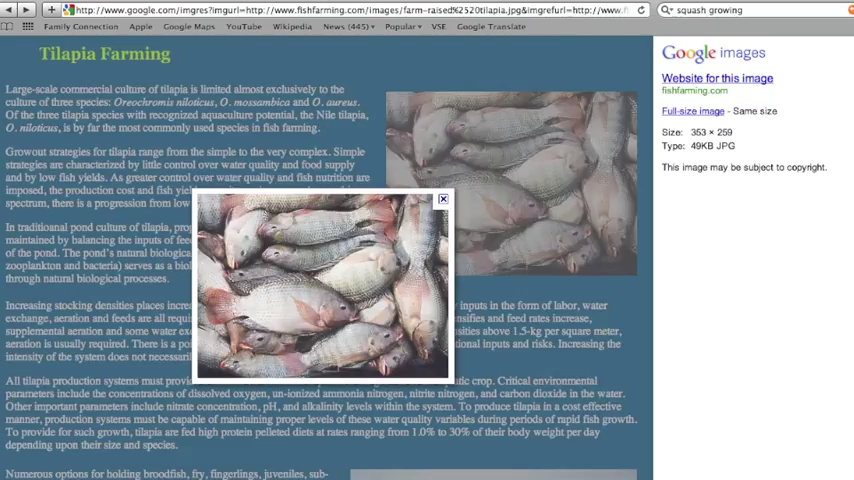 http://www.google.com/imgres?imgurl=http://www.fishfarming.com/images/farm-raised%2520tilapia.jpg&imgrefurl=http://www.f
squash growing
Family Connection Apple Google Maps YouTube Wikipedia News (445) Popular VSE Google Translate
Tilapia Farming
Large-scale commercial culture of tilapia is limited almost exclusively to the
culture of three species: Oreochromis niloticus, O. mossambica and O. aureus.
Of the three tilapia species with recognized aquaculture potential, the Nile tilapia,
O. niloticus, is by far the most commonly used species in fish farming.
Growout strategies for tilapia range from the simple to the very complex. Simple
strategies are characterized by little control over water quality and food supply
and by low fish yields. As greater control over water quality and fish nutrition are
imposed, the production cost and fish
spectrum, there is a progression from low
In traditioanal pond culture of tilapia,
maintained by balancing the inputs of
of the pond. The pond's natural
zooplankton and bacteria) serves as a
through natural biological processes.
Increasing stocking densities places inputs in the form of labor, water
exchange, aeration and feeds are all and feed rates increase,
supplemental aeration and some water above 1.5-kg per square meter,
aeration is usually required. There is a inputs and risks. Increasing the
intensity of the system does not
All tilapia production systems must crop. Critical environmental
parameters include the concentrations of dissolved oxygen, un-ionized ammonia nitrogen, nitrite nitrogen, and carbon dioxide in the water.
Other important parameters include nitrate concentration, pH, and alkalinity levels within the system. To produce tilapia in a cost effective
manner, production systems must be capable of maintaining proper levels of these water quality variables during periods of rapid fish growth.
To provide for such growth, tilapia are fed high protein pelleted diets at rates ranging from 1.0% to 30% of their body weight per day
depending upon their size and species.
Numerous options for holding broodfish, fry, fingerlings, juveniles, sub-
Google images
Website for this image
fishfarming.com
Full-size image - Same size
Size: 353 × 259
Type: 49KB JPG
This image may be subject to copyright.